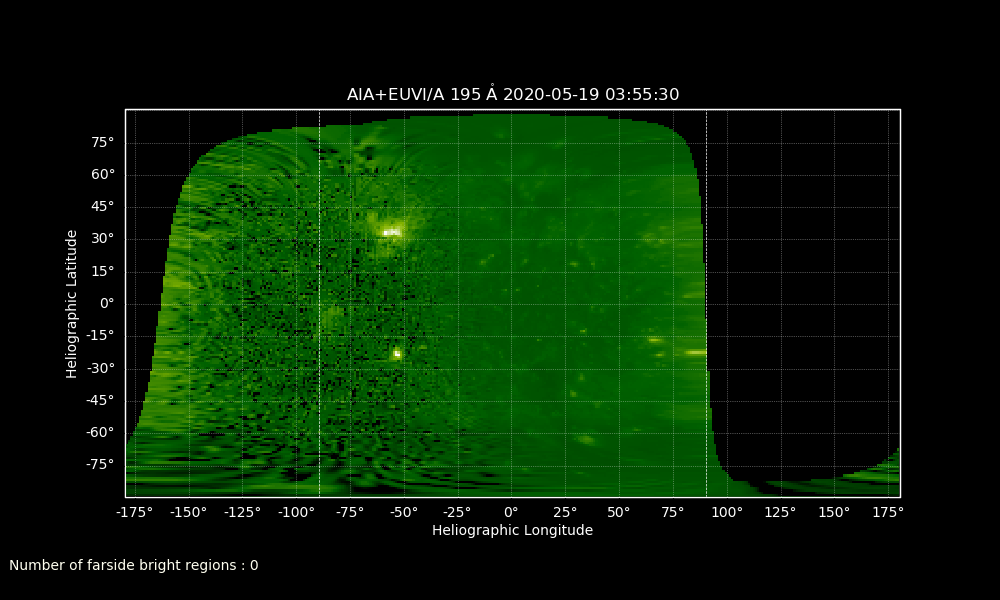 AIA+EUVI/A 195 Å 2020-05-19 03:55:30
75°
60°
45°
30°
15°
0°
-15°
-30°
-45°
-60°
-75°
Heliographic Latitude
-175° -150° -125° -100° -75° -50° -25° 0° 25° 50° 75° 100° 125° 150° 175°
Heliographic Longitude
Number of farside bright regions : 0